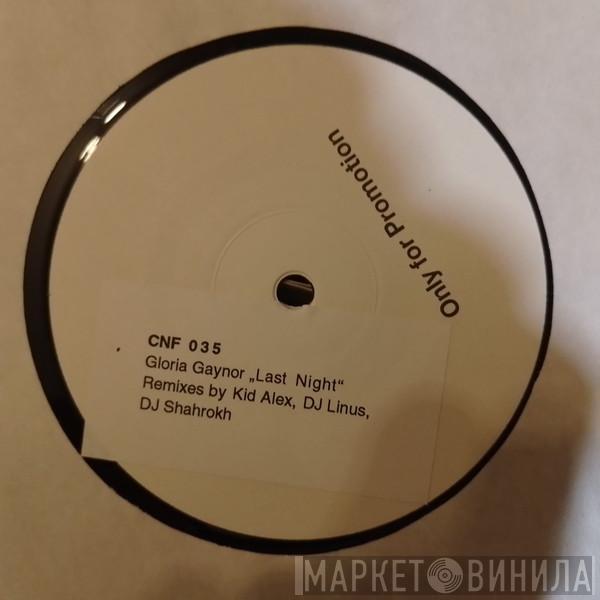 Only for Promotion
CNF 035
Gloria Gaynor „Last Night“
Remixes by Kid Alex, DJ Linus,
DJ Shahrokh
МАРКЕТ ВИНИЛА